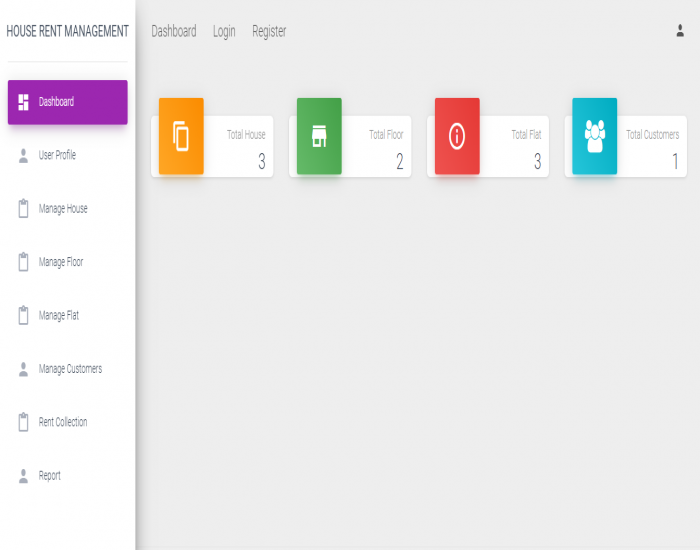 HOUSE RENT MANAGEMENT
Dashboard Login Register
Dashboard
User Profile
Manage House
Manage Floor
Manage Flat
Manage Customers
Rent Collection
Report
Total House
3
Total Floor
2
Total Flat
3
Total Customers
1